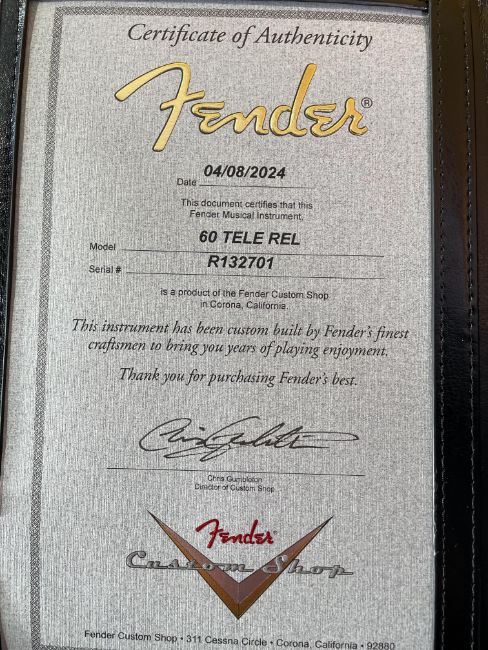 Certificate of Authenticity
Fender®
Date 04/08/2024
This document certifies that this
Fender Musical Instrument,
Model 60 TELE REL
Serial # R132701
is a product of the Fender Custom Shop
in Corona, California.
This instrument has been custom built by Fender's finest
craftsmen to bring you years of playing enjoyment.
Thank you for purchasing Fender's best.
Chris Gumbleton
Director of Custom Shop
Fender®
Custom Shop
Fender Custom Shop • 311 Cessna Circle • Corona, California • 92880